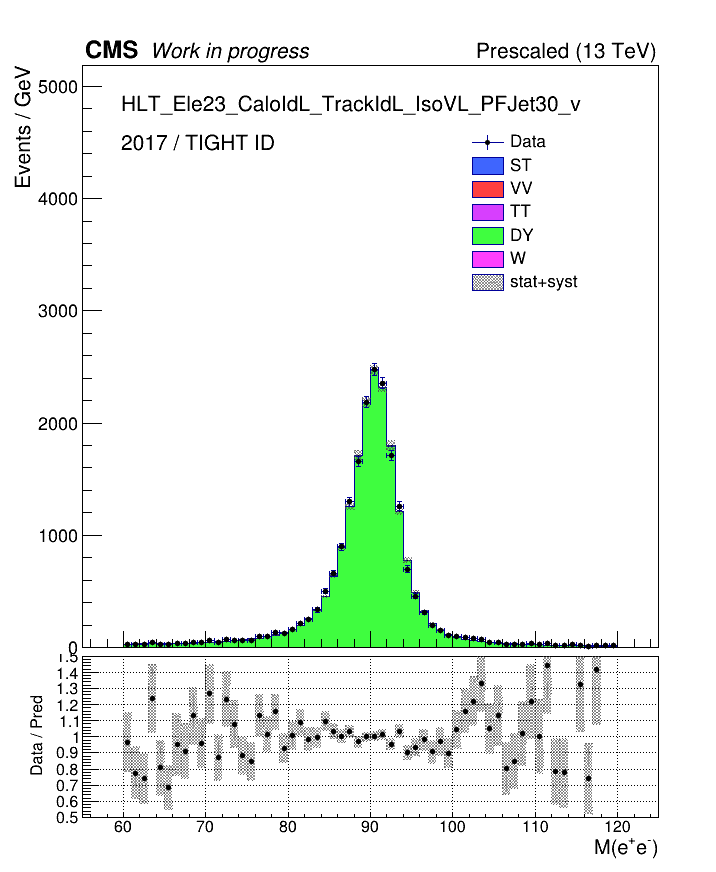 CMS Work in progress Prescaled (13 TeV)
Events / GeV
5000
4000
3000
2000
1000
0
HLT_Ele23_CaloIdL_TrackIdL_IsoVL_PFJet30_v
2017 / TIGHT ID
Data
ST
VV
TT
DY
W
stat+syst
Data / Pred
1.5
1.4
1.3
1.2
1.1
1
0.9
0.8
0.7
0.6
0.5
60 70 80 90 100 110 120
M(e⁺e⁻)